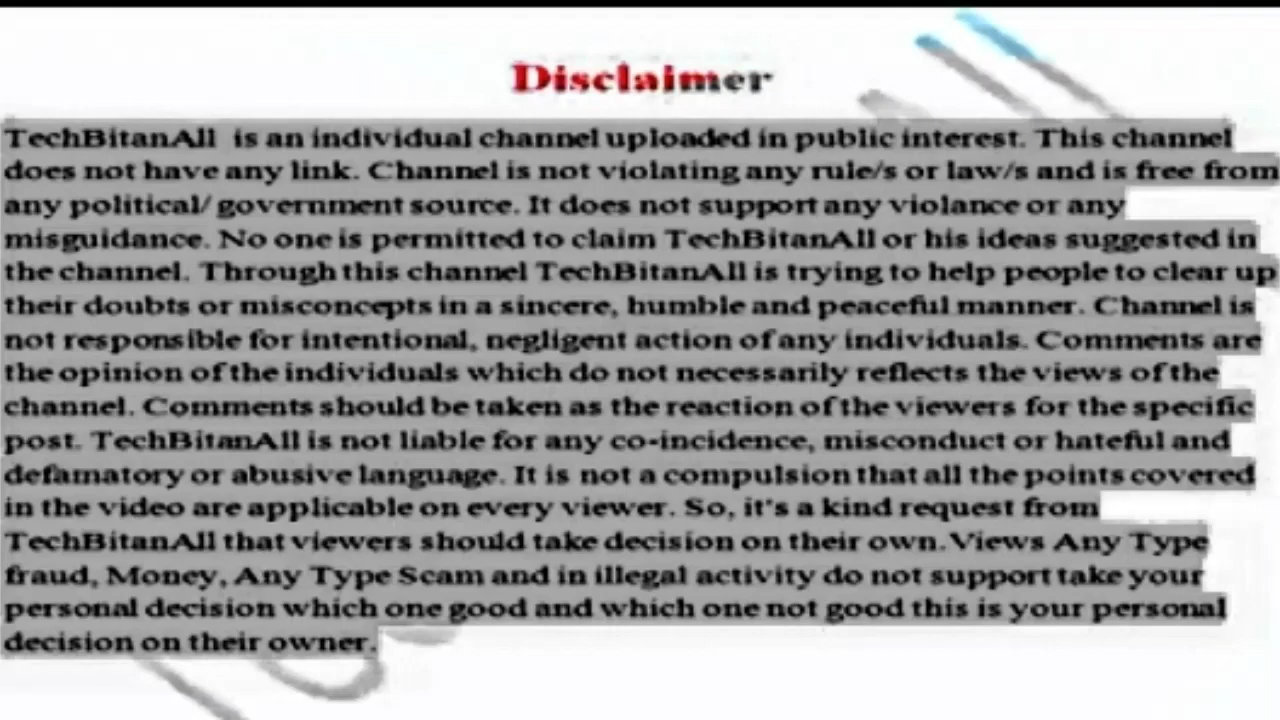 Disclaimer
TechBitanAll is an individual channel uploaded in public interest. This channel
does not have any link. Channel is not violating any rule/s or law/s and is free from
any political/ government source. It does not support any violance or any
misguidance. No one is permitted to claim TechBitanAll or his ideas suggested in
the channel. Through this channel TechBitanAll is trying to help people to clear up
their doubts or misconcepts in a sincere, humble and peaceful manner. Channel is
not responsible for intentional, negligent action of any individuals. Comments are
the opinion of the individuals which do not necessarily reflects the views of the
channel. Comments should be taken as the reaction of the viewers for the specific
post. TechBitanAll is not liable for any co-incidence, misconduct or hateful and
defamatory or abusive language. It is not a compulsion that all the points covered
in the video are applicable on every viewer. So, it's a kind request from
TechBitanAll that viewers should take decision on their own. Views Any Type
fraud, Money, Any Type Scam and in illegal activity do not support take your
personal decision which one good and which one not good this is your personal
decision on their owner.